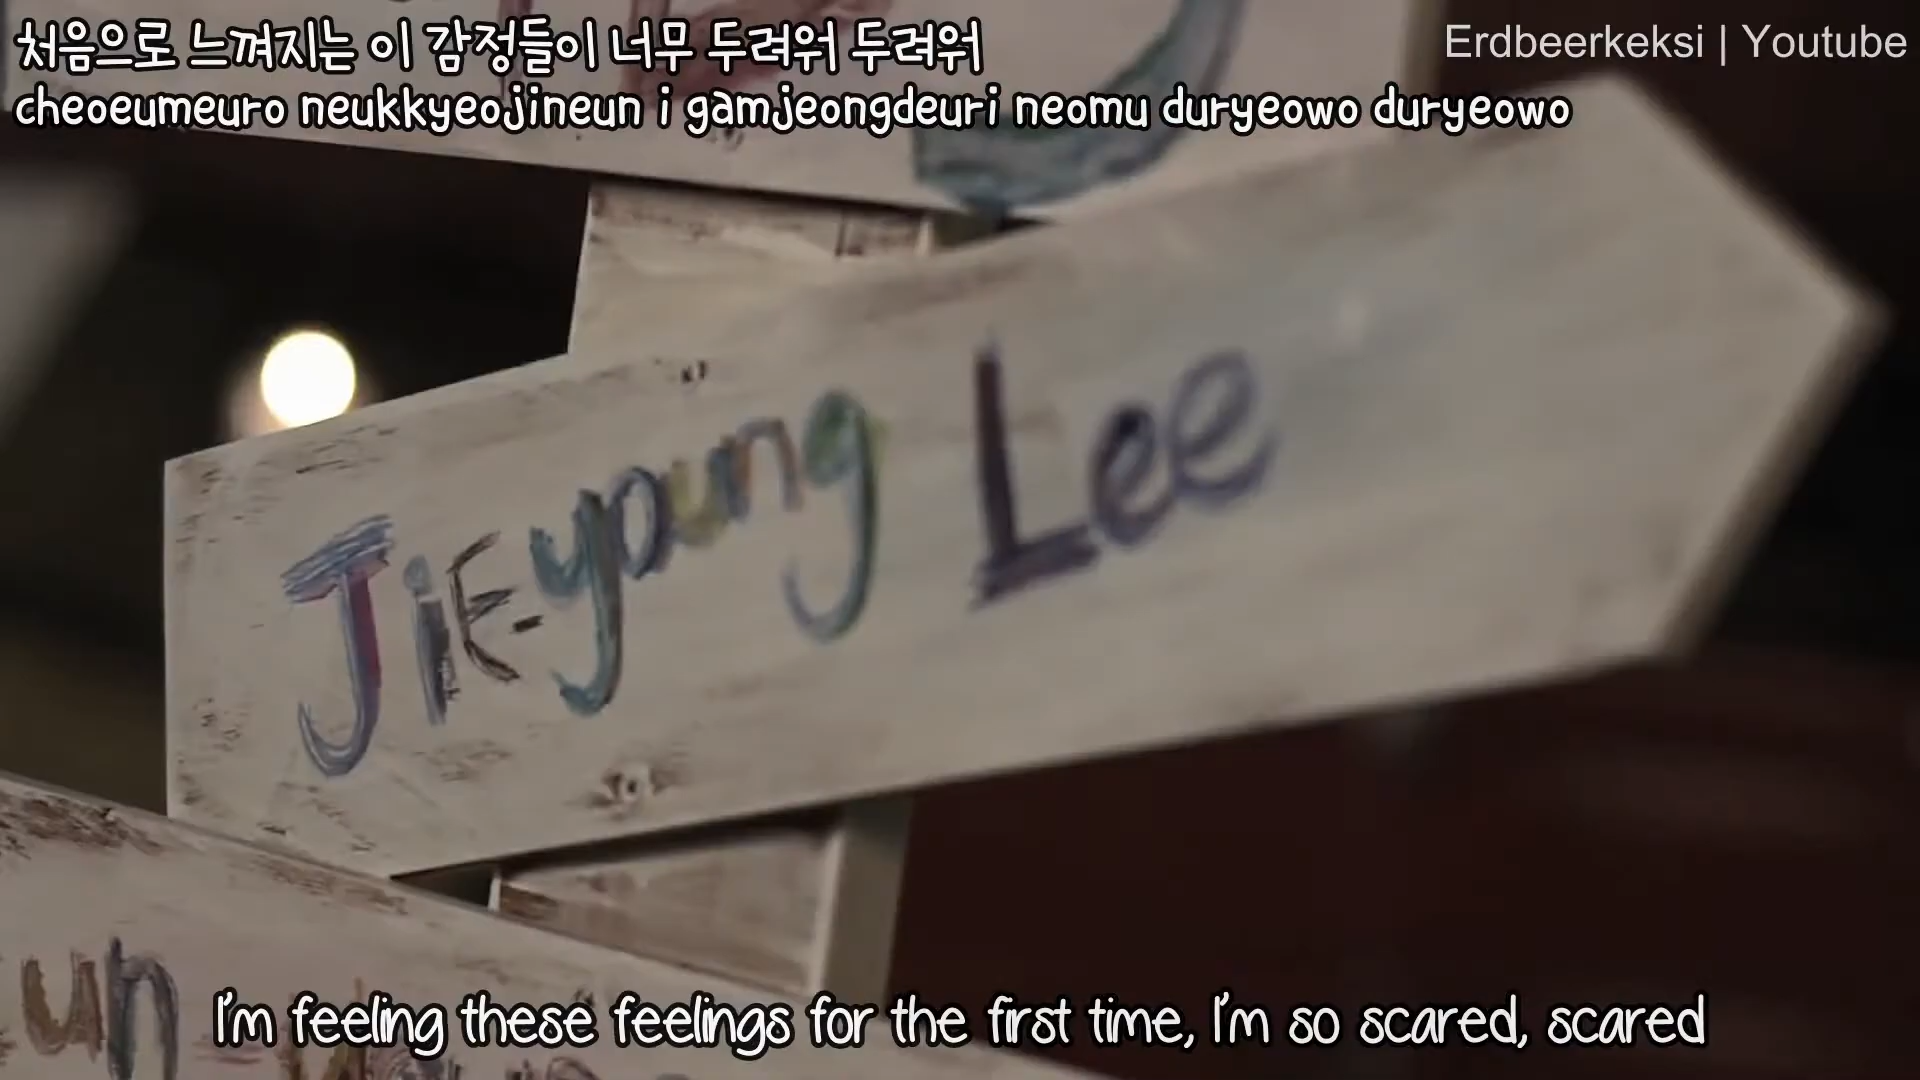 처음으로 느껴지는 이 감정들이 너무 두려워 두려워
Erdbeerkeksi | Youtube
cheoeumeuro neukkyeojineun i gamjeongdeuri neomu duryeowo duryeowo
JiE-young Lee
un
I'm feeling these feelings for the first time, I'm so scared, scared